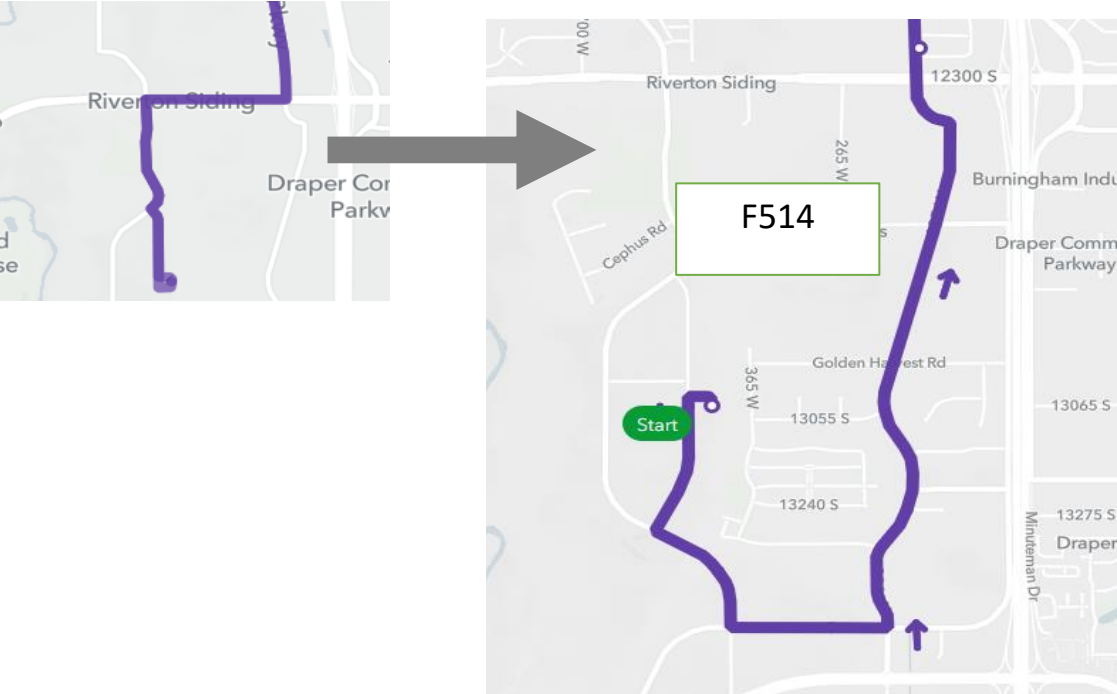 kwy
Riverton Siding
Draper Cor
Parkw
d
se
00 W
Riverton Siding
12300 S
265 W
Burningham Indu
F514
s
Cephus Rd
Draper Comm
Parkway
Golden Harvest Rd
365 W
Start
13055 S
13065 S
13240 S
13275 S
Minuteman Dr
Draper